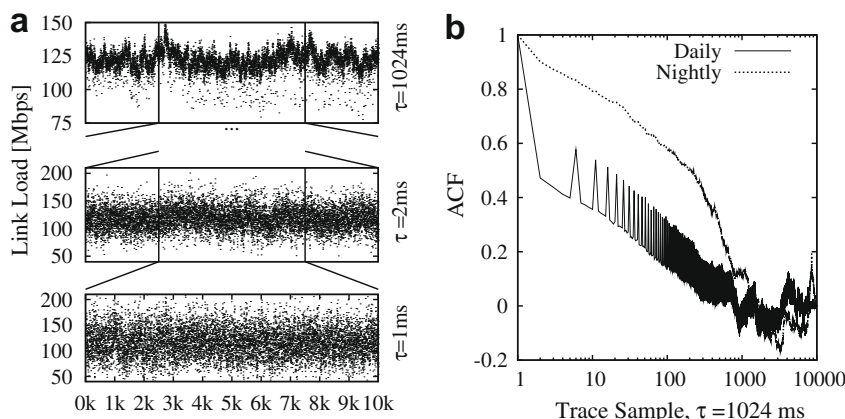 a
Link Load [Mbps]
150
125
100
75
τ=1024ms
...
200
150
100
50
τ=2ms
200
150
100
50
τ=1ms
0k 1k 2k 3k 4k 5k 6k 7k 8k 9k 10k
b
ACF
1
0.8
0.6
0.4
0.2
0
-0.2
Daily
Nightly
1 10 100 1000 10000
Trace Sample, τ =1024 ms